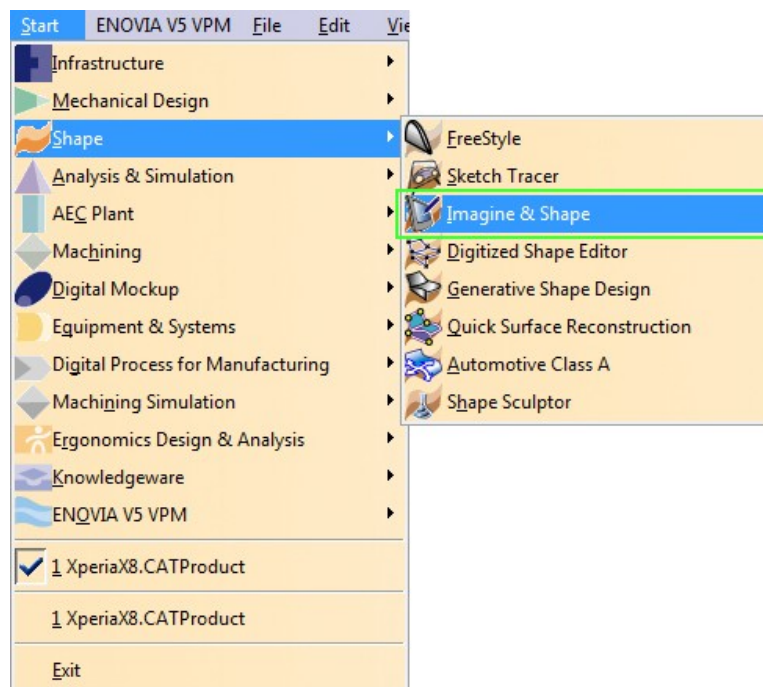 Start ENOVIA V5 VPM File Edit
Infrastructure
Mechanical Design
Shape
Analysis & Simulation
AEC Plant
Machining
Digital Mockup
Equipment & Systems
Digital Process for Manufacturing
Machining Simulation
Ergonomics Design & Analysis
Knowledgeware
ENOVIA V5 VPM
1 XperiaX8.CATProduct
1 XperiaX8.CATProduct
Exit
FreeStyle
Sketch Tracer
Imagine & Shape
Digitized Shape Editor
Generative Shape Design
Quick Surface Reconstruction
Automotive Class A
Shape Sculptor